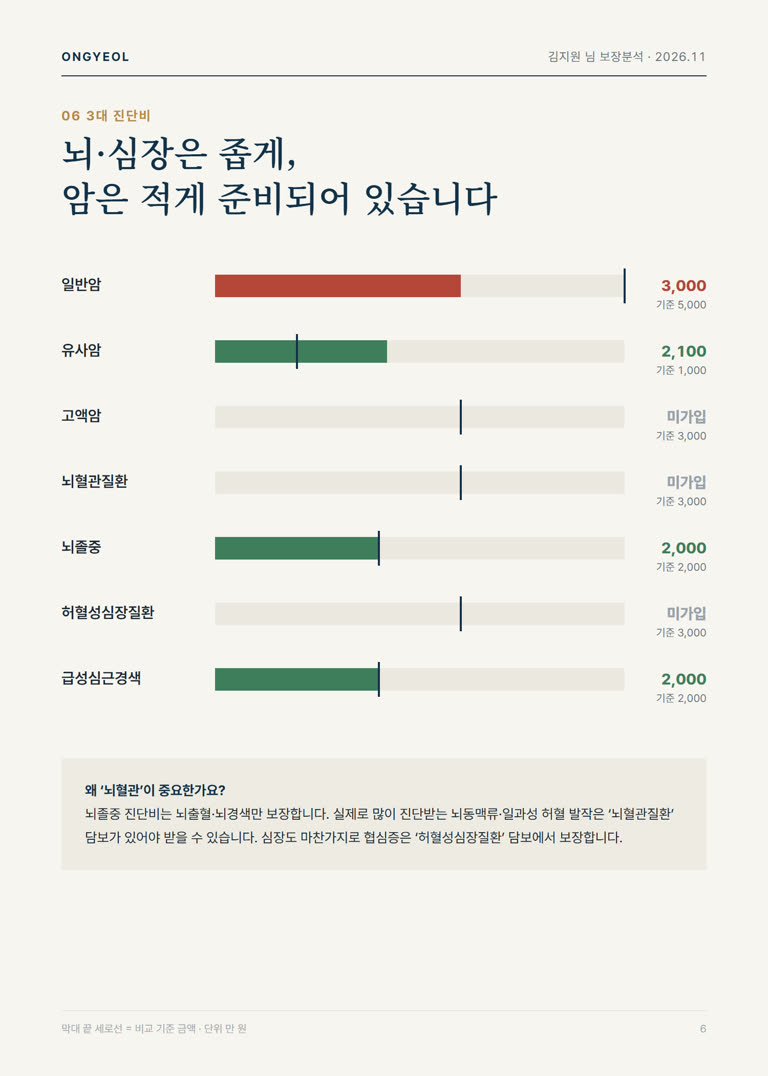 ONGYEOL
김지원 님 보장분석 · 2026.11
06 3대 진단비
뇌·심장은 좁게,
암은 적게 준비되어 있습니다
일반암
3,000
기준 5,000
유사암
2,100
기준 1,000
고액암
미가입
기준 3,000
뇌혈관질환
미가입
기준 3,000
뇌졸중
2,000
기준 2,000
허혈성심장질환
미가입
기준 3,000
급성심근경색
2,000
기준 2,000
왜 ‘뇌혈관’이 중요한가요?
뇌졸중 진단비는 뇌출혈·뇌경색만 보장합니다. 실제로 많이 진단받는 뇌동맥류·일과성 허혈 발작은 ‘뇌혈관질환’
담보가 있어야 받을 수 있습니다. 심장도 마찬가지로 협심증은 ‘허혈성심장질환’ 담보에서 보장합니다.
막대 끝 세로선 = 비교 기준 금액 · 단위 만 원
6